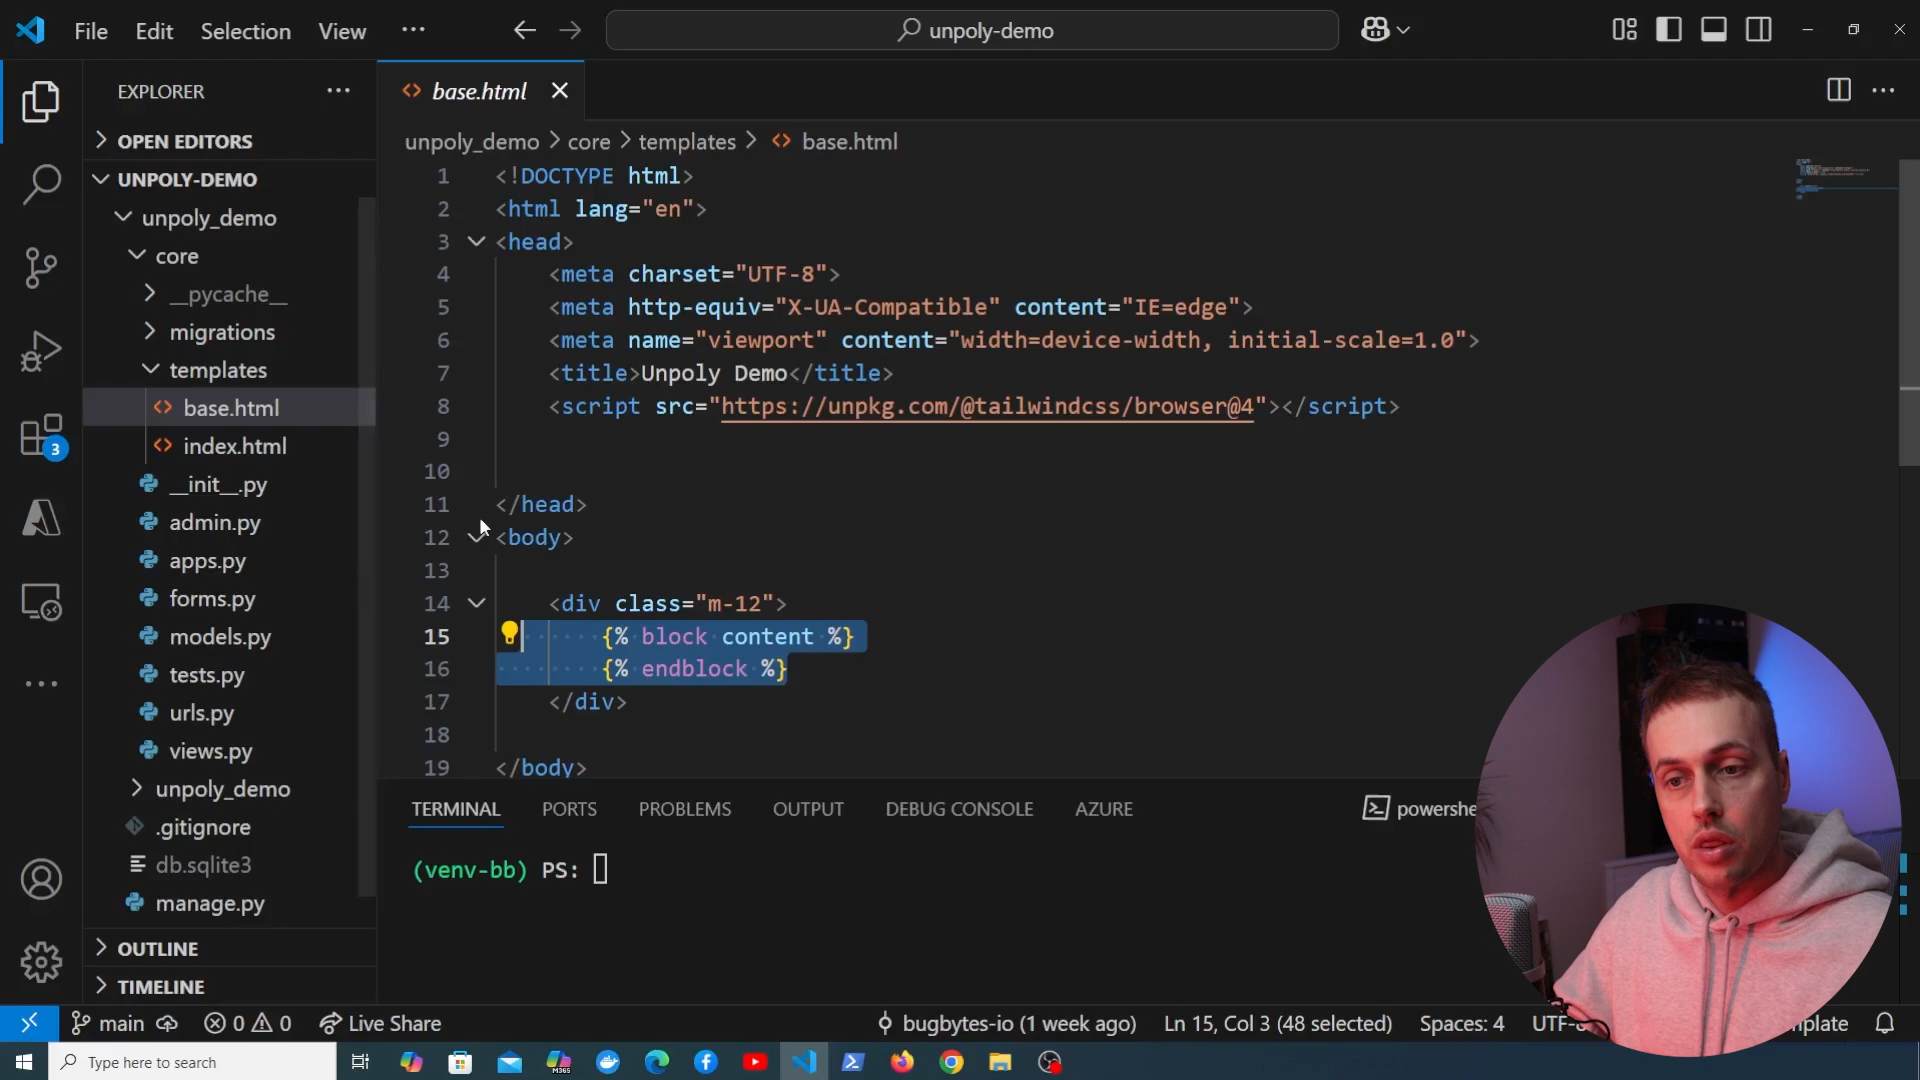 File Edit Selection View ··· unpoly-demo
EXPLORER
OPEN EDITORS
UNPOLY-DEMO
unpoly_demo
core
__pycache__
migrations
templates
base.html
index.html
__init__.py
admin.py
apps.py
forms.py
models.py
tests.py
urls.py
views.py
unpoly_demo
.gitignore
db.sqlite3
manage.py
OUTLINE
TIMELINE
3
base.html
unpoly_demo > core > templates > base.html
1 <!DOCTYPE html>
2 <html lang="en">
3 <head>
4 <meta charset="UTF-8">
5 <meta http-equiv="X-UA-Compatible" content="IE=edge">
6 <meta name="viewport" content="width=device-width, initial-scale=1.0">
7 <title>Unpoly Demo</title>
8 <script src="https://unpkg.com/@tailwindcss/browser@4"></script>
9
10
11 </head>
12 <body>
13
14 <div class="m-12">
15 {% block content %}
16 {% endblock %}
17 </div>
18
19 </body>
TERMINAL PORTS PROBLEMS OUTPUT DEBUG CONSOLE AZURE
(venv-bb) PS:
main 0 0 Live Share bugbytes-io (1 week ago) Ln 15, Col 3 (48 selected) Spaces: 4
Type here to search
M365